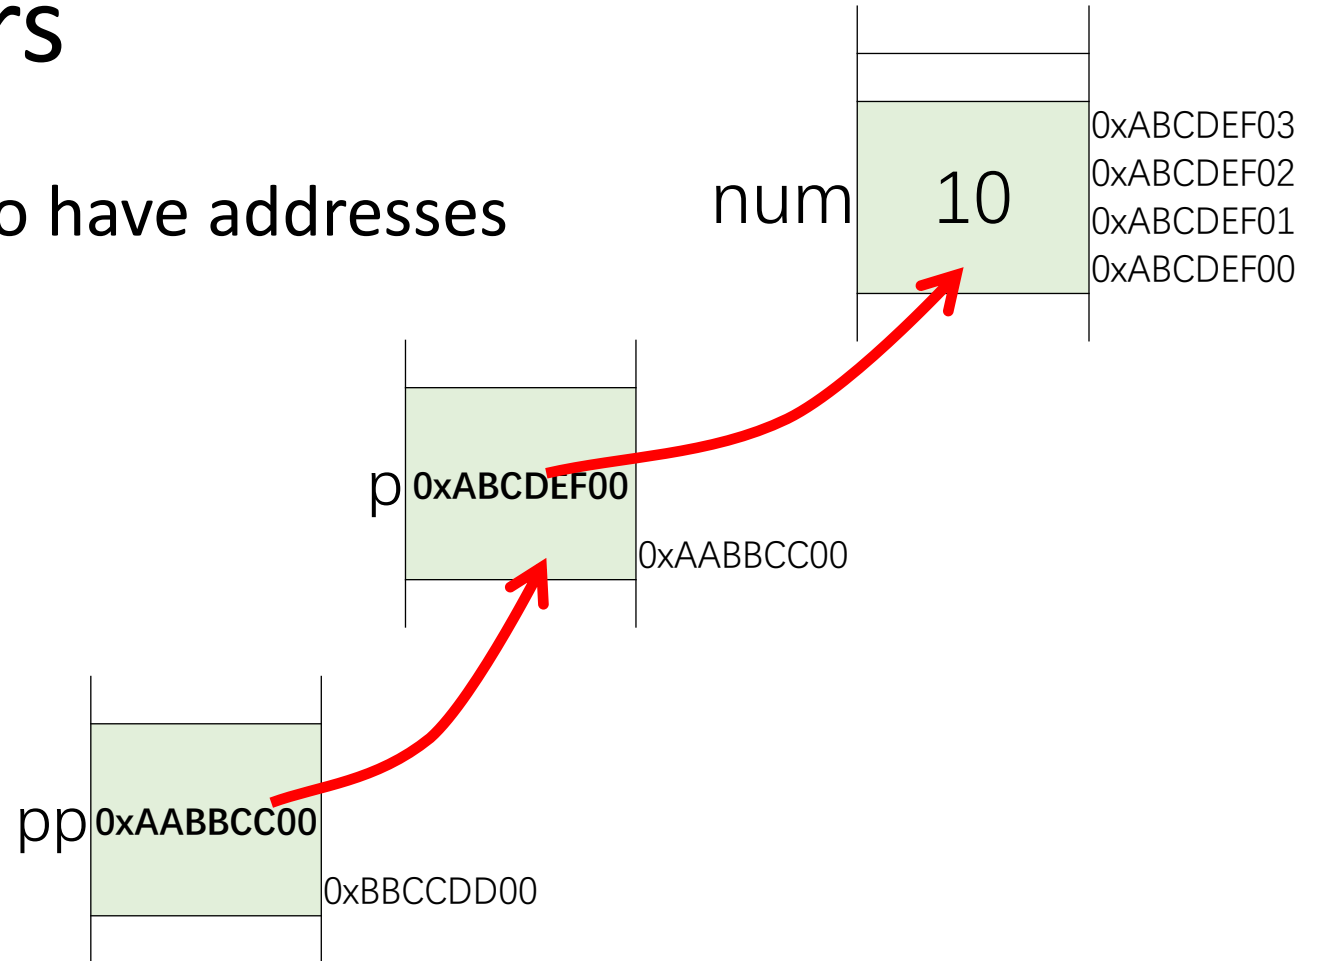 rs
o have addresses
num
10
0xABCDEF03
0xABCDEF02
0xABCDEF01
0xABCDEF00
p
0xABCDEF00
0xAABBCC00
pp
0xAABBCC00
0xBBCCDD00